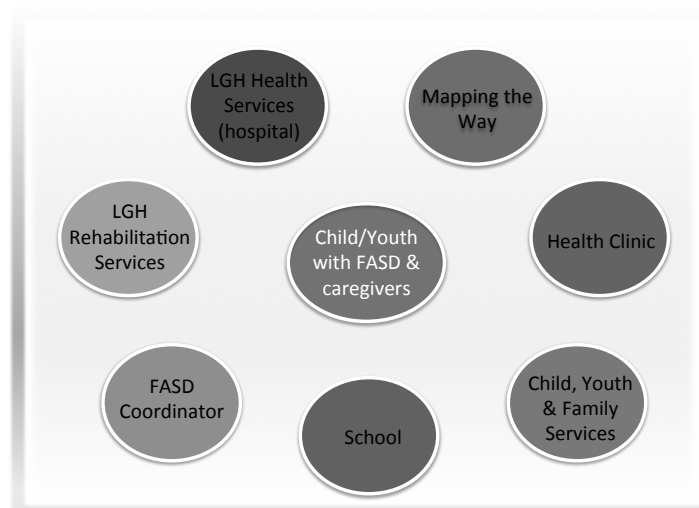 LGH Health
Services
(hospital)
Mapping the
Way
LGH
Rehabilitation
Services
Child/Youth
with FASD &
caregivers
Health Clinic
FASD
Coordinator
School
Child, Youth
& Family
Services